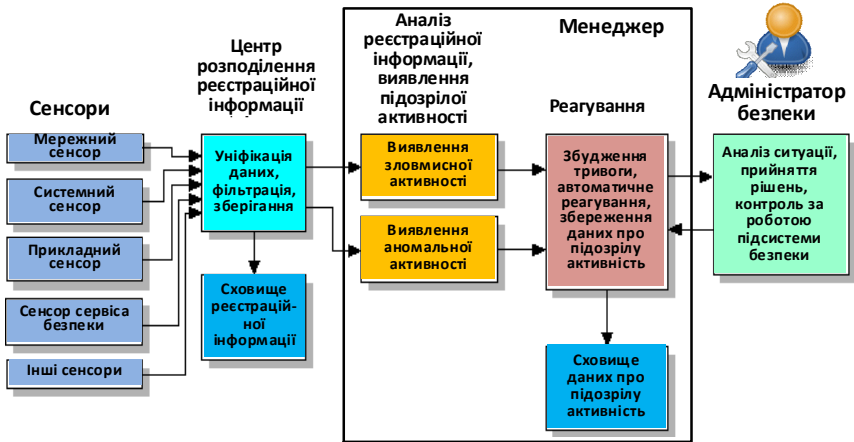 Сенсори
Мережний
сенсор
Системний
сенсор
Прикладний
сенсор
Сенсор сервіса
безпеки
Інші сенсори
Центр
розподілення
реєстраційної
інформації
Уніфікація
даних,
фільтрація,
зберігання
Сховище
реєстрацій-
ної
інформації
Аналіз
реєстраційної
інформації,
виявлення
підозрілої
активності
Виявлення
зловмисної
активності
Виявлення
аномальної
активності
Менеджер
Реагування
Збудження
тривоги,
автоматичне
реагування,
збереження
даних про
підозрілу
активність
Сховище
даних про
підозрілу
активність
Адміністратор
безпеки
Аналіз ситуації,
прийняття
рішень,
контроль за
роботою
підсистеми
безпеки